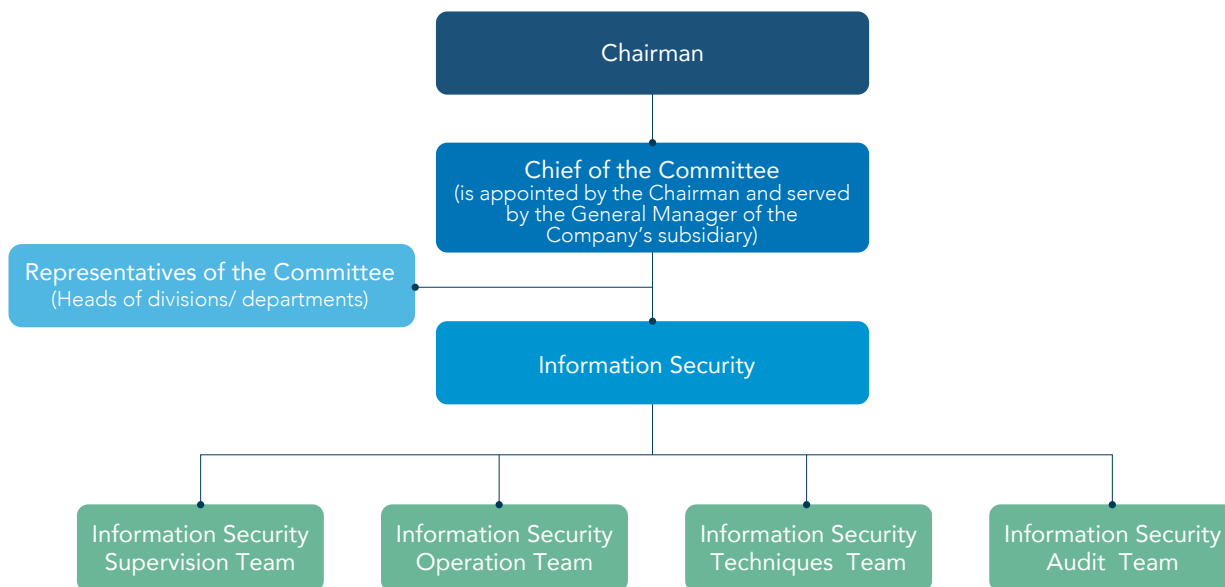 Chairman
Chief of the Committee
(is appointed by the Chairman and served
by the General Manager of the
Company's subsidiary)
Representatives of the Committee
(Heads of divisions/ departments)
Information Security
Information Security
Supervision Team
Information Security
Operation Team
Information Security
Techniques Team
Information Security
Audit Team